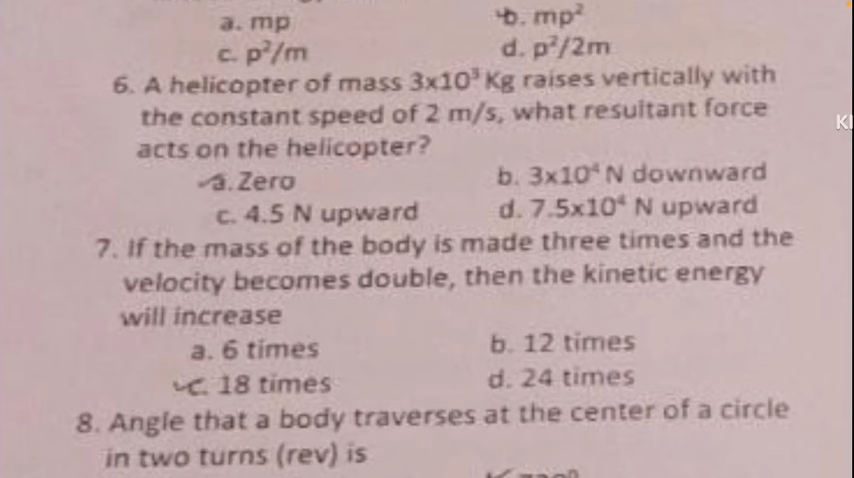 a. mp b. mp²
c. p²/m d. p²/2m
6. A helicopter of mass 3x10³ Kg raises vertically with
the constant speed of 2 m/s, what resultant force
acts on the helicopter?
a. Zero b. 3x10⁴ N downward
c. 4.5 N upward d. 7.5x10⁴ N upward
7. If the mass of the body is made three times and the
velocity becomes double, then the kinetic energy
will increase
a. 6 times b. 12 times
c. 18 times d. 24 times
8. Angle that a body traverses at the center of a circle
in two turns (rev) is